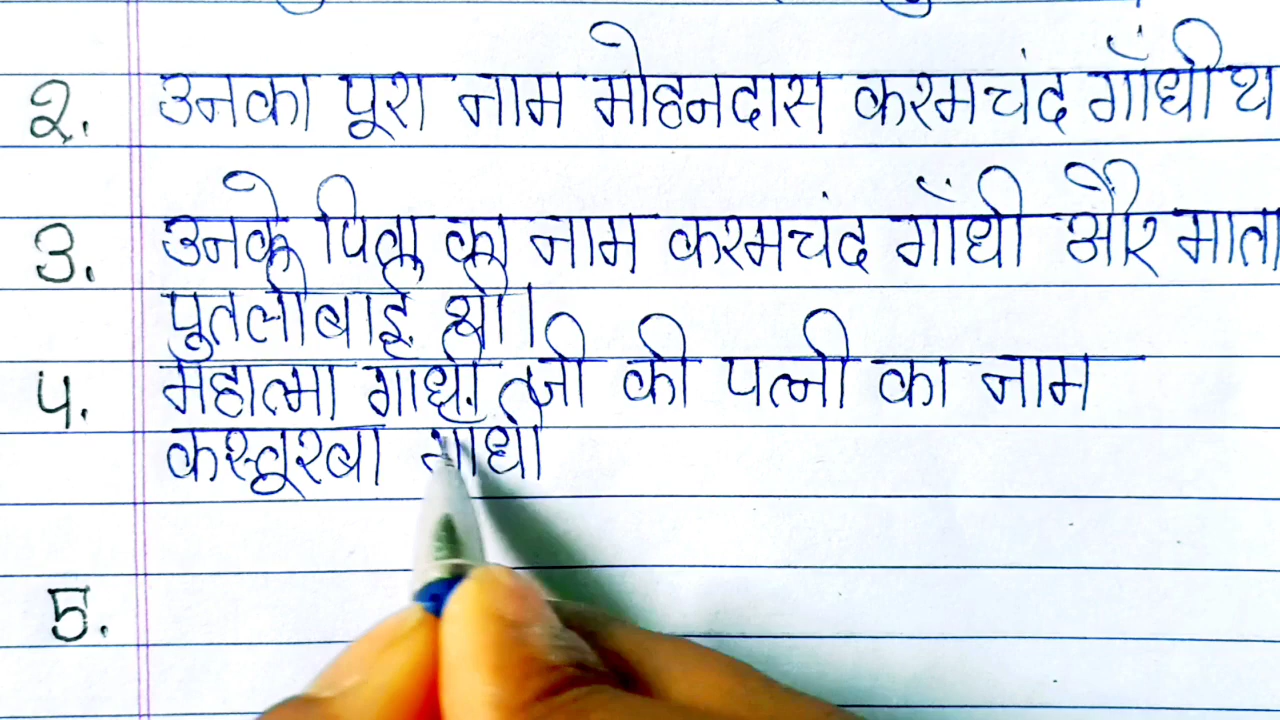 2. उनका पूरा नाम मोहनदास करमचंद गाँधी थ
3. उनके पिता का नाम करमचंद गाँधी और माता
पुतलीबाई थी।
4. महात्मा गाधी जी की पत्नी का नाम
कस्तूरबा गाधी
5.